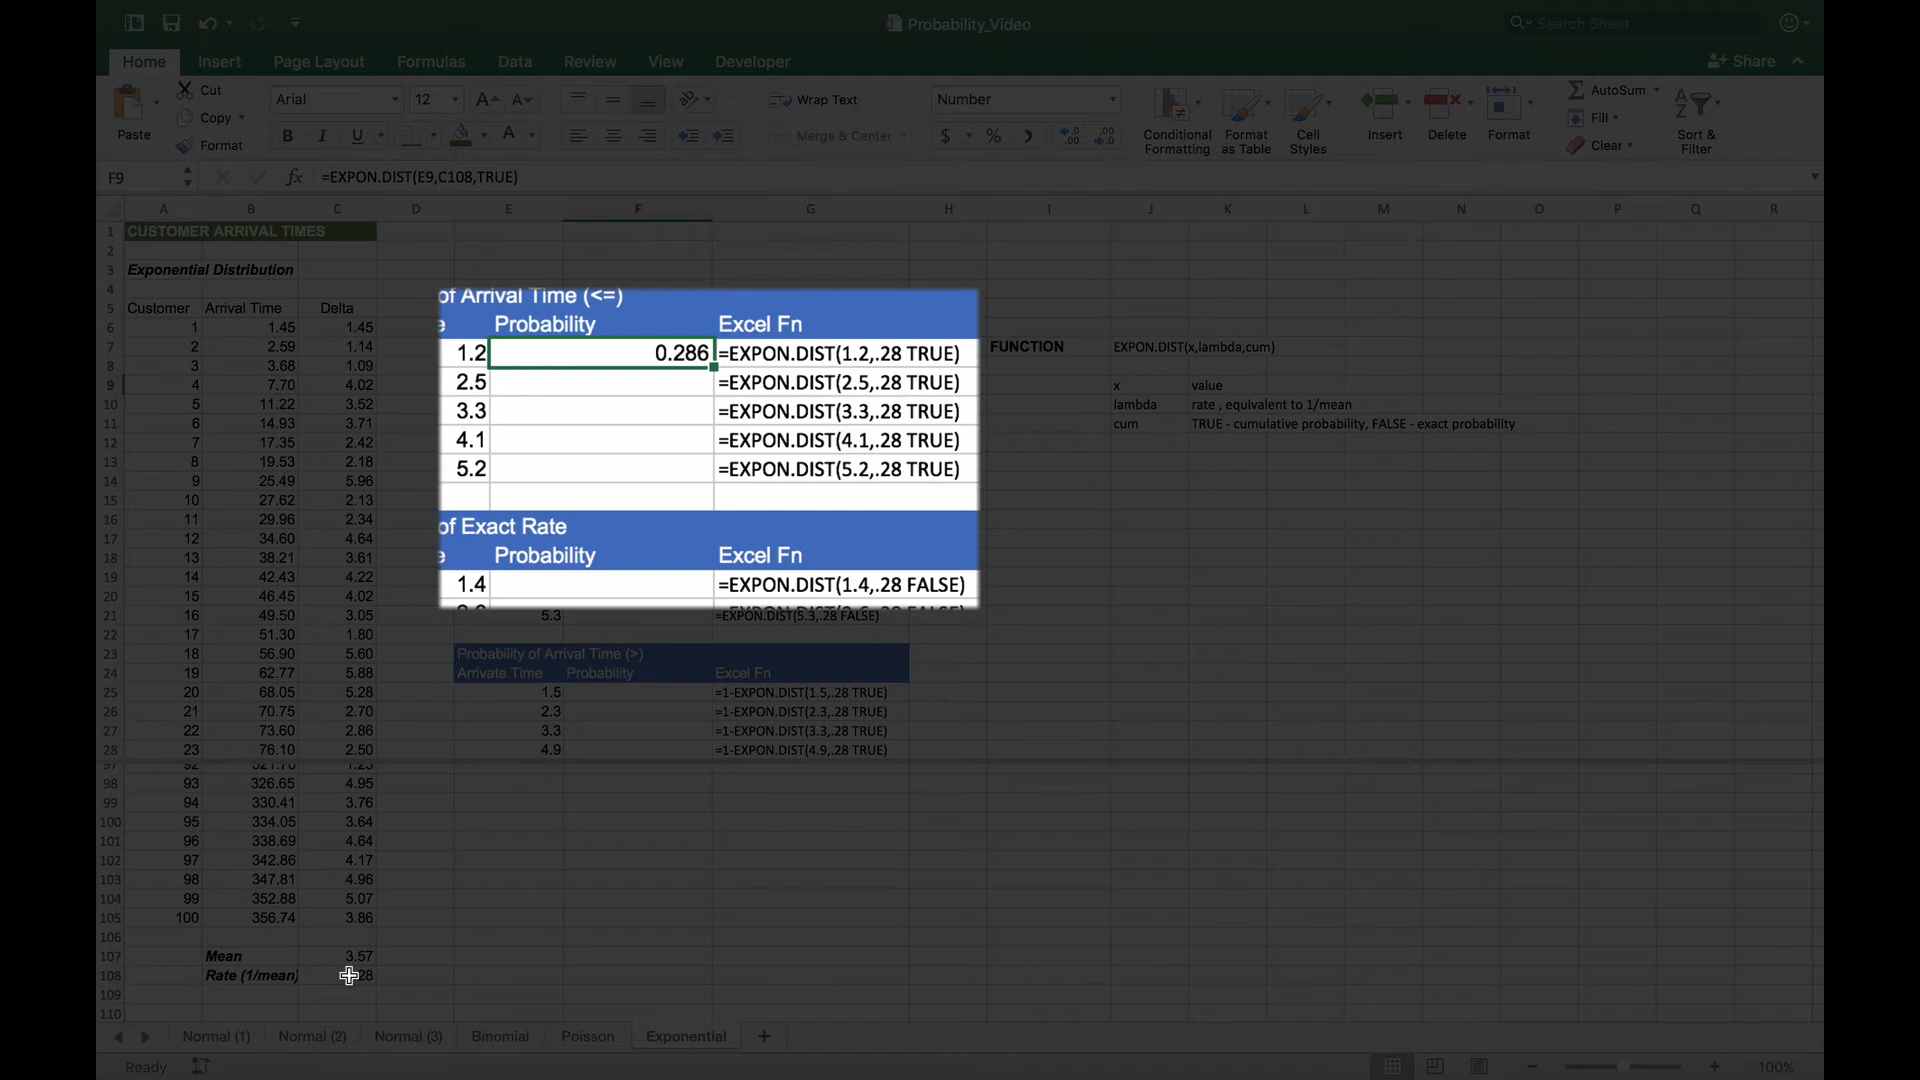 Probability_Video
Search Sheet
Home Insert Page Layout Formulas Data Review View Developer
Share
Paste
Cut
Copy
Format
Arial 12
B I U A
Wrap Text
Merge & Center
Number
$ %
Conditional Formatting
Format as Table
Cell Styles
Insert
Delete
Format
AutoSum
Fill
Clear
Sort & Filter
F9 fx =EXPON.DIST(E9,C108,TRUE)
A B C D E F G H I J K L M N O P Q R
1 CUSTOMER ARRIVAL TIMES
2
3 Exponential Distribution
4
5 Customer Arrival Time Delta
6 1 1.45 1.45
7 2 2.59 1.14
8 3 3.68 1.09
9 4 7.70 4.02
10 5 11.22 3.52
11 6 14.93 3.71
12 7 17.35 2.42
13 8 19.53 2.18
14 9 25.49 5.96
15 10 27.62 2.13
16 11 29.96 2.34
17 12 34.60 4.64
18 13 38.21 3.61
19 14 42.43 4.22
20 15 46.45 4.02
21 16 49.50 3.05
22 17 51.30 1.80
23 18 56.90 5.60
24 19 62.77 5.88
25 20 68.05 5.28
26 21 70.75 2.70
27 22 73.60 2.86
28 23 76.10 2.50
98 93 326.65 4.95
99 94 330.41 3.76
100 95 334.05 3.64
101 96 338.69 4.64
102 97 342.86 4.17
103 98 347.81 4.96
104 99 352.88 5.07
105 100 356.74 3.86
106
107 Mean 3.57
108 Rate (1/mean) 28
109
110
of Arrival Time (<=)
e Probability Excel Fn
1.2 0.286 =EXPON.DIST(1.2,.28 TRUE)
2.5 =EXPON.DIST(2.5,.28 TRUE)
3.3 =EXPON.DIST(3.3,.28 TRUE)
4.1 =EXPON.DIST(4.1,.28 TRUE)
5.2 =EXPON.DIST(5.2,.28 TRUE)
of Exact Rate
e Probability Excel Fn
1.4 =EXPON.DIST(1.4,.28 FALSE)
5.3 =EXPON.DIST(5.3,.28 FALSE)
Probability of Arrival Time (>)
Arrivate Time Probability Excel Fn
1.5 =1-EXPON.DIST(1.5,.28 TRUE)
2.3 =1-EXPON.DIST(2.3,.28 TRUE)
3.3 =1-EXPON.DIST(3.3,.28 TRUE)
4.9 =1-EXPON.DIST(4.9,.28 TRUE)
FUNCTION EXPON.DIST(x,lambda,cum)
x value
lambda rate , equivalent to 1/mean
cum TRUE - cumulative probability, FALSE - exact probability
Normal (1) Normal (2) Normal (3) Binomial Poisson Exponential +
Ready
100%